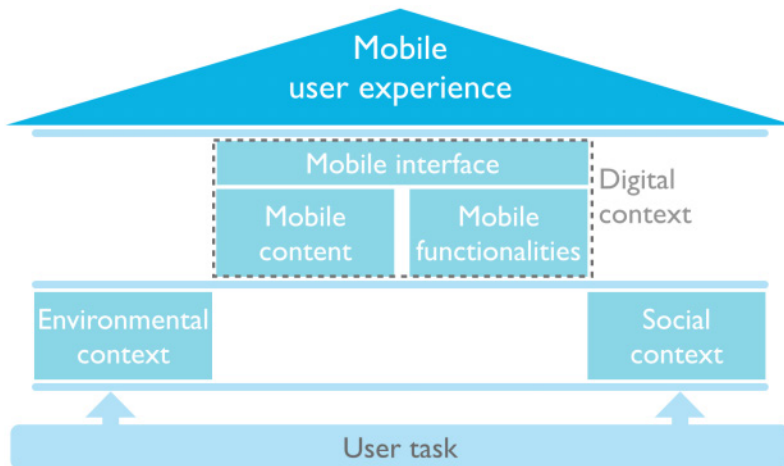 Mobile
user experience
Mobile interface
Digital
context
Mobile
content
Mobile
functionalities
Environmental
context
Social
context
User task